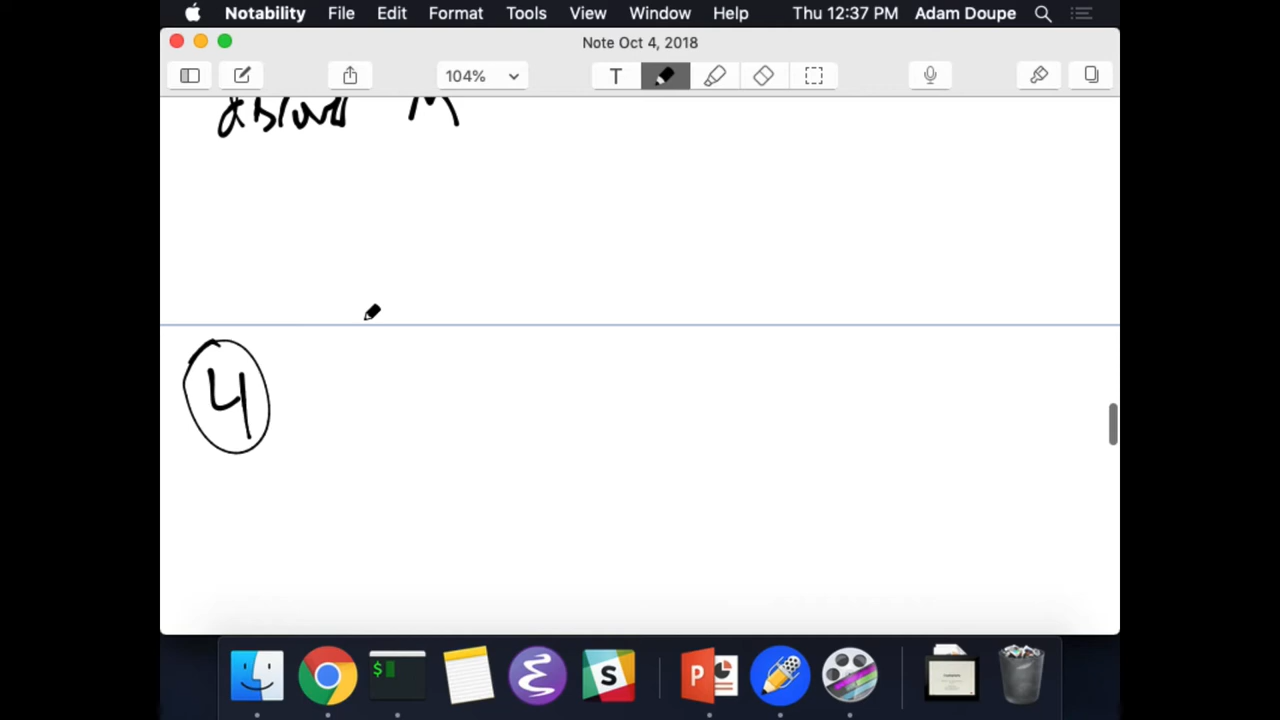 Notability File Edit Format Tools View Window Help Thu 12:37 PM Adam Doupe
Note Oct 4, 2018
104% T
M
4
$
S P